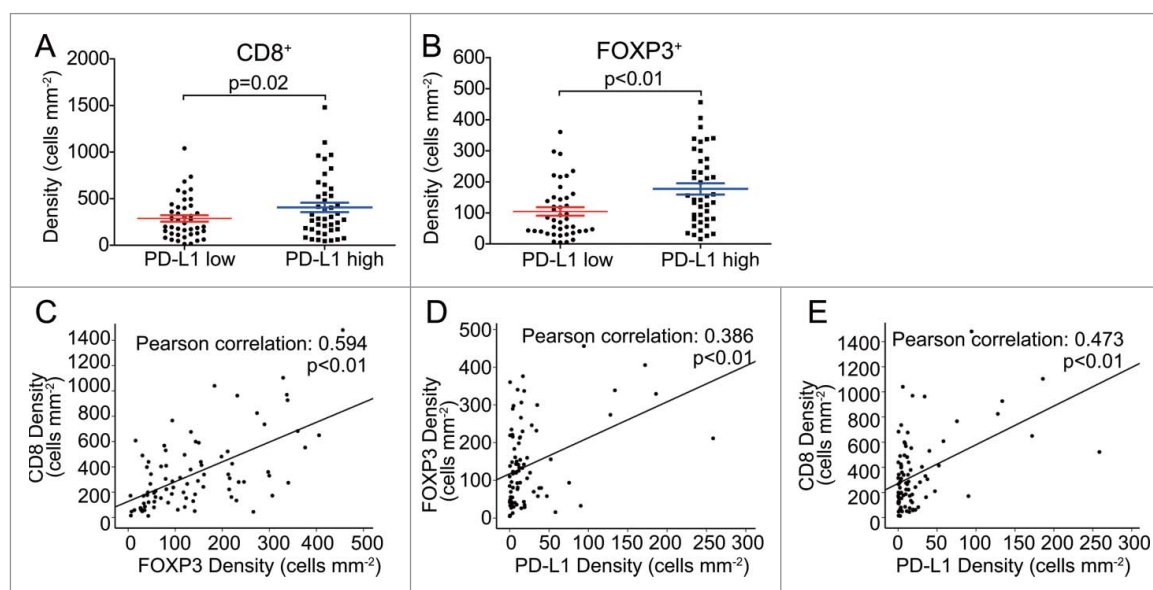 A
CD8⁺
p=0.02
Density (cells mm⁻²)
2000
1500
1000
500
0
PD-L1 low
PD-L1 high
B
FOXP3⁺
p<0.01
Density (cells mm⁻²)
600
500
400
300
200
100
0
PD-L1 low
PD-L1 high
C
Pearson correlation: 0.594
p<0.01
CD8 Density
(cells mm⁻²)
1400
1200
1000
800
600
400
200
0
0 100 200 300 400 500
FOXP3 Density (cells mm⁻²)
D
Pearson correlation: 0.386
p<0.01
FOXP3 Density
(cells mm⁻²)
500
400
300
200
100
0
0 50 100 150 200 250 300
PD-L1 Density (cells mm⁻²)
E
Pearson correlation: 0.473
p<0.01
CD8 Density
(cells mm⁻²)
1400
1200
1000
800
600
400
200
0
0 50 100 150 200 250 300
PD-L1 Density (cells mm⁻²)